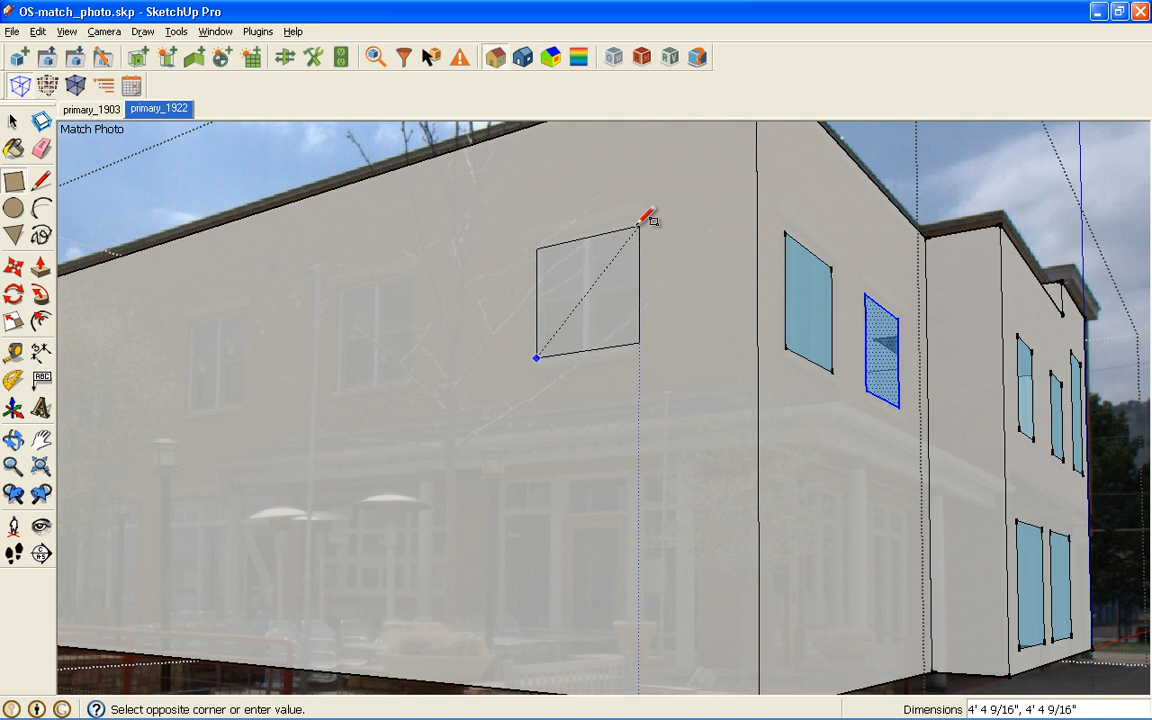 OS-match_photo.skp - SketchUp Pro
File Edit View Camera Draw Tools Window Plugins Help
primary_1903 primary_1922
Match Photo
ABC
Select opposite corner or enter value. Dimensions 4' 4 9/16", 4' 4 9/16"